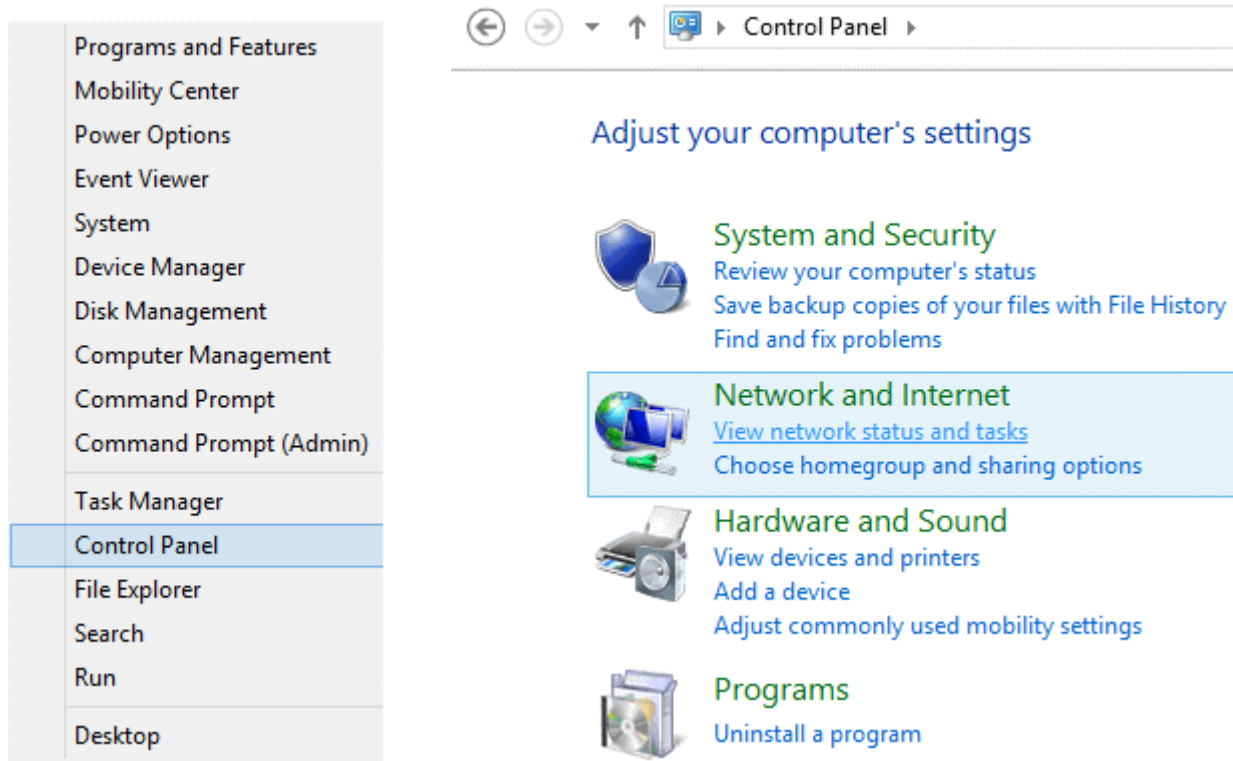 Programs and Features
Mobility Center
Power Options
Event Viewer
System
Device Manager
Disk Management
Computer Management
Command Prompt
Command Prompt (Admin)
Task Manager
Control Panel
File Explorer
Search
Run
Desktop
Control Panel
Adjust your computer's settings
System and Security
Review your computer's status
Save backup copies of your files with File History
Find and fix problems
Network and Internet
View network status and tasks
Choose homegroup and sharing options
Hardware and Sound
View devices and printers
Add a device
Adjust commonly used mobility settings
Programs
Uninstall a program